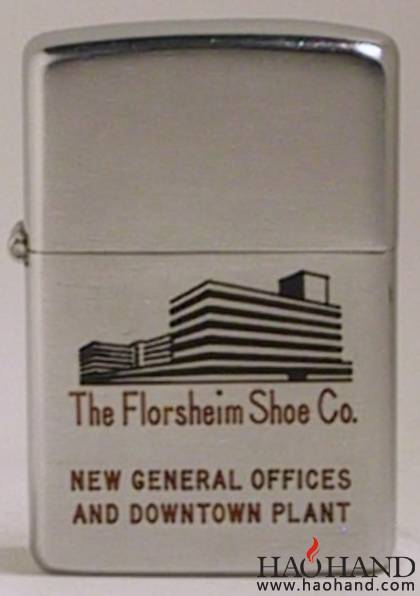 The Florsheim Shoe Co.
NEW GENERAL OFFICES
AND DOWNTOWN PLANT
HAOHAND
www.haohand.com